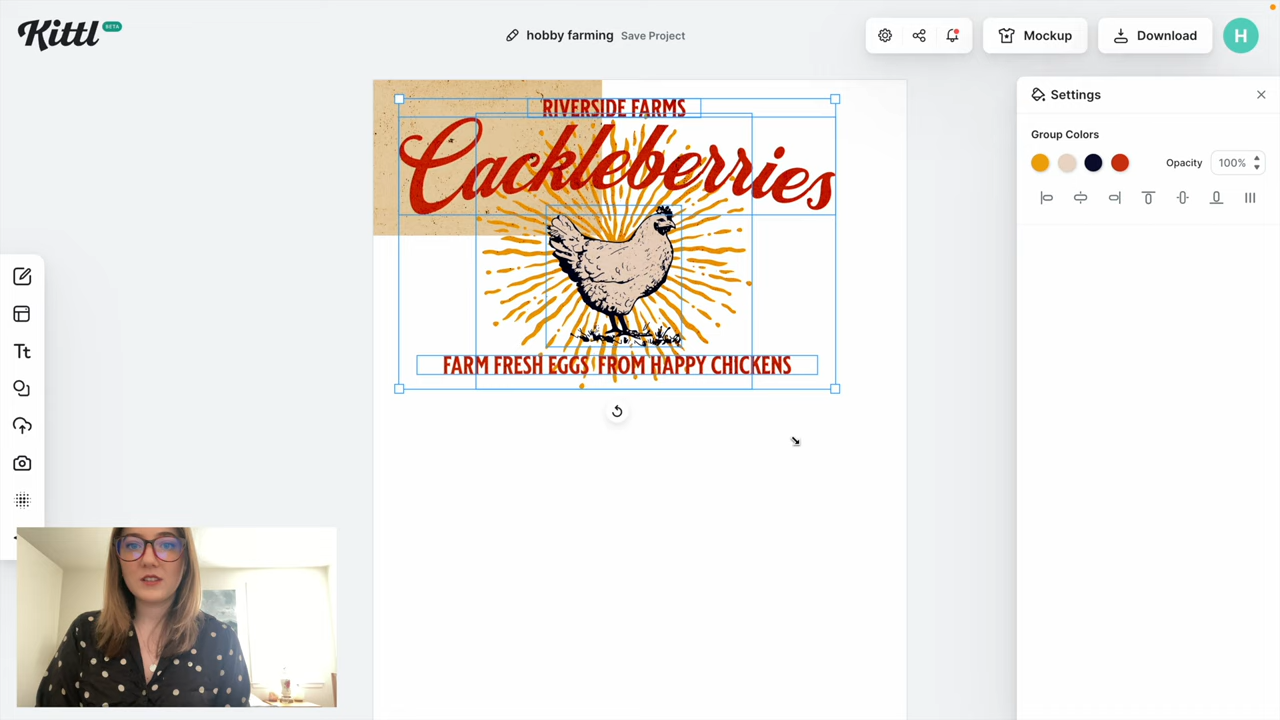 Kittl BETA
hobby farming Save Project
Mockup
Download
H
Settings
Group Colors
Opacity 100%
RIVERSIDE FARMS
Cackleberries
FARM FRESH EGGS FROM HAPPY CHICKENS
Tt